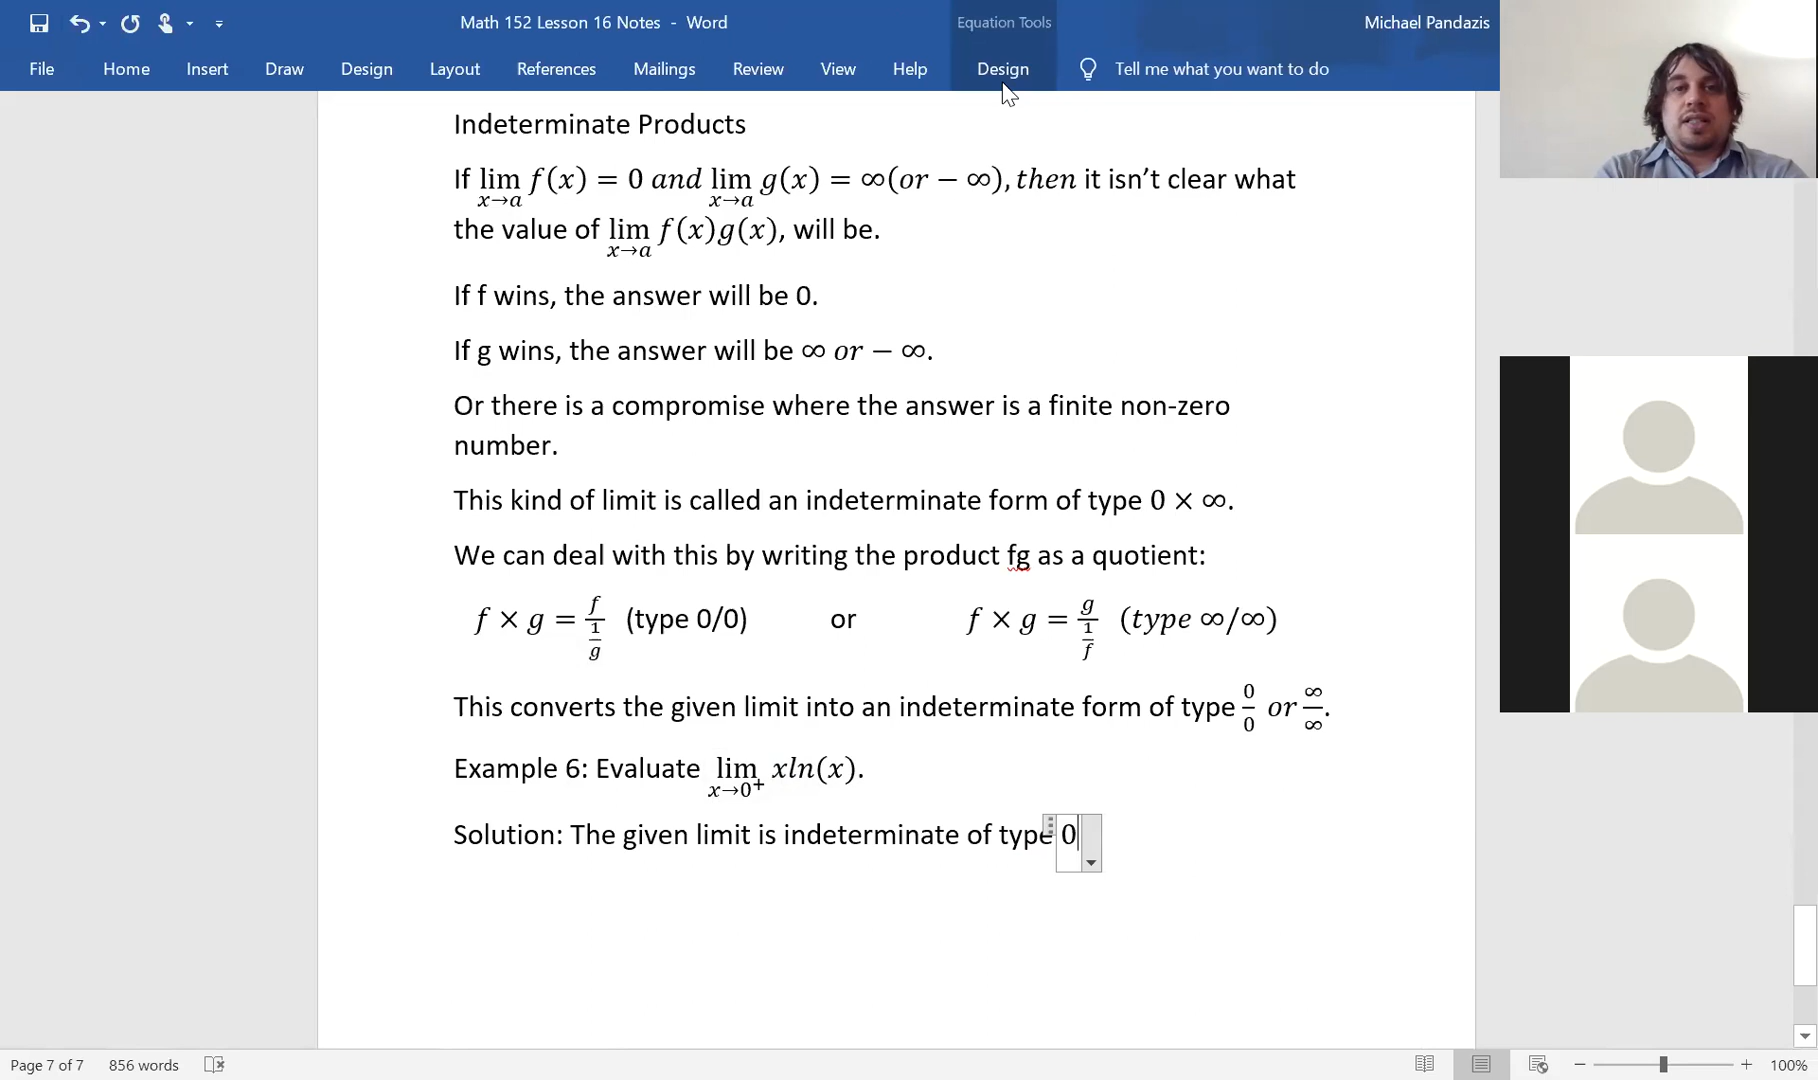 Math 152 Lesson 16 Notes - Word
Equation Tools
Michael Pandazis
File Home Insert Draw Design Layout References Mailings Review View Help Design Tell me what you want to do
Indeterminate Products
If lim x→a f(x) = 0 and lim x→a g(x) = ∞(or − ∞), then it isn’t clear what
the value of lim x→a f(x)g(x), will be.
If f wins, the answer will be 0.
If g wins, the answer will be ∞ or − ∞.
Or there is a compromise where the answer is a finite non-zero
number.
This kind of limit is called an indeterminate form of type 0 × ∞.
We can deal with this by writing the product fg as a quotient:
f × g = f/(1/g) (type 0/0) or f × g = g/(1/f) (type ∞/∞)
This converts the given limit into an indeterminate form of type 0/0 or ∞/∞.
Example 6: Evaluate lim x→0⁺ xln(x).
Solution: The given limit is indeterminate of type 0
Page 7 of 7 856 words 100%